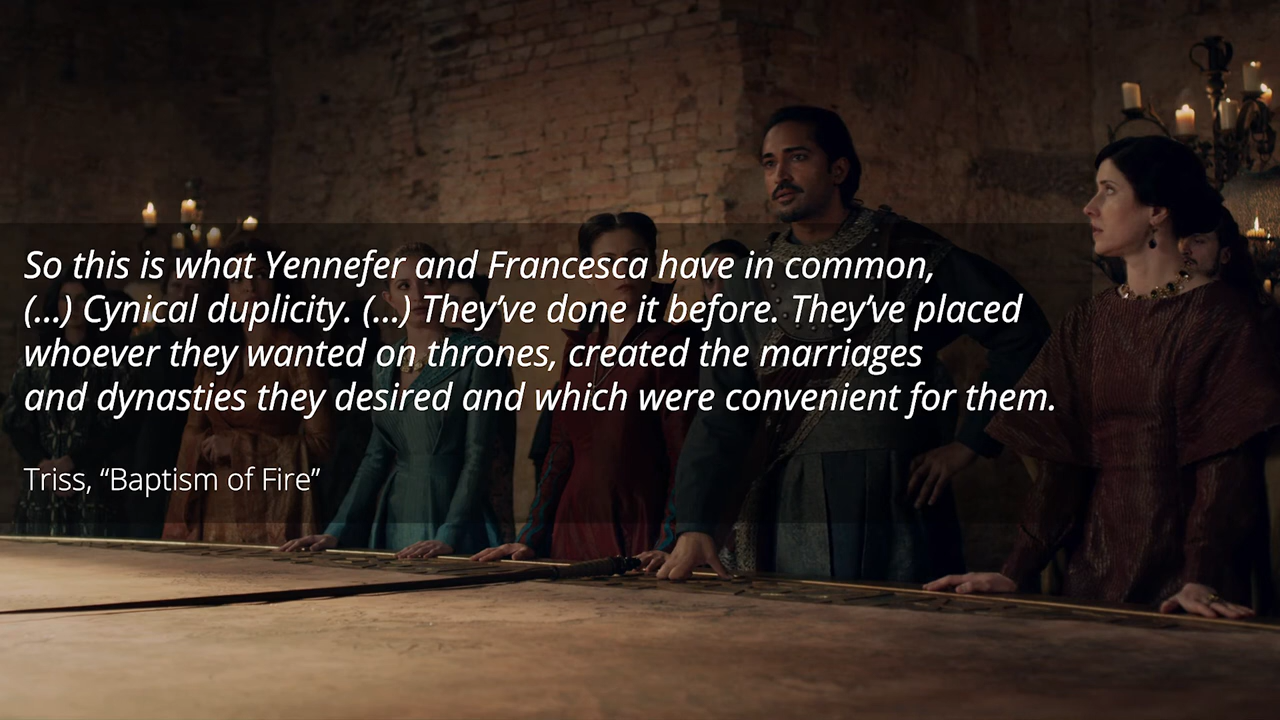 So this is what Yennefer and Francesca have in common,
(...) Cynical duplicity. (...) They’ve done it before. They’ve placed
whoever they wanted on thrones, created the marriages
and dynasties they desired and which were convenient for them.
Triss, “Baptism of Fire”